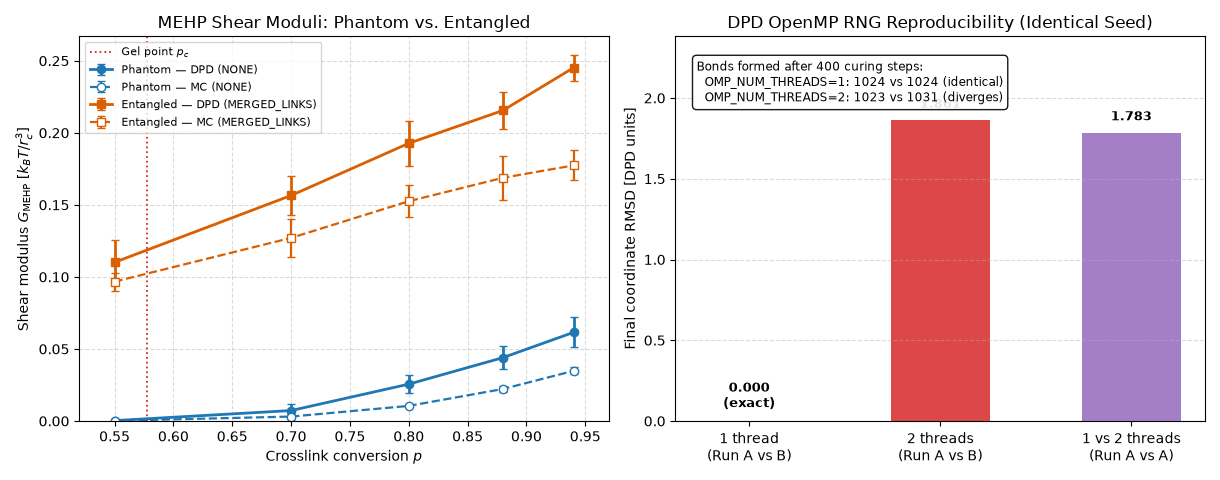 MEHP Shear Moduli: Phantom vs. Entangled
Gel point p_c
Phantom — DPD (NONE)
Phantom — MC (NONE)
Entangled — DPD (MERGED_LINKS)
Entangled — MC (MERGED_LINKS)
Shear modulus G_MEHP [k_BT/r_c^3]
0.25
0.20
0.15
0.10
0.05
0.00
0.55 0.60 0.65 0.70 0.75 0.80 0.85 0.90 0.95
Crosslink conversion p
DPD OpenMP RNG Reproducibility (Identical Seed)
Bonds formed after 400 curing steps:
OMP_NUM_THREADS=1: 1024 vs 1024 (identical)
OMP_NUM_THREADS=2: 1023 vs 1031 (diverges)
Final coordinate RMSD [DPD units]
2.0
1.5
1.0
0.5
0.0
1.783
0.000
(exact)
1 thread
(Run A vs B)
2 threads
(Run A vs B)
1 vs 2 threads
(Run A vs A)